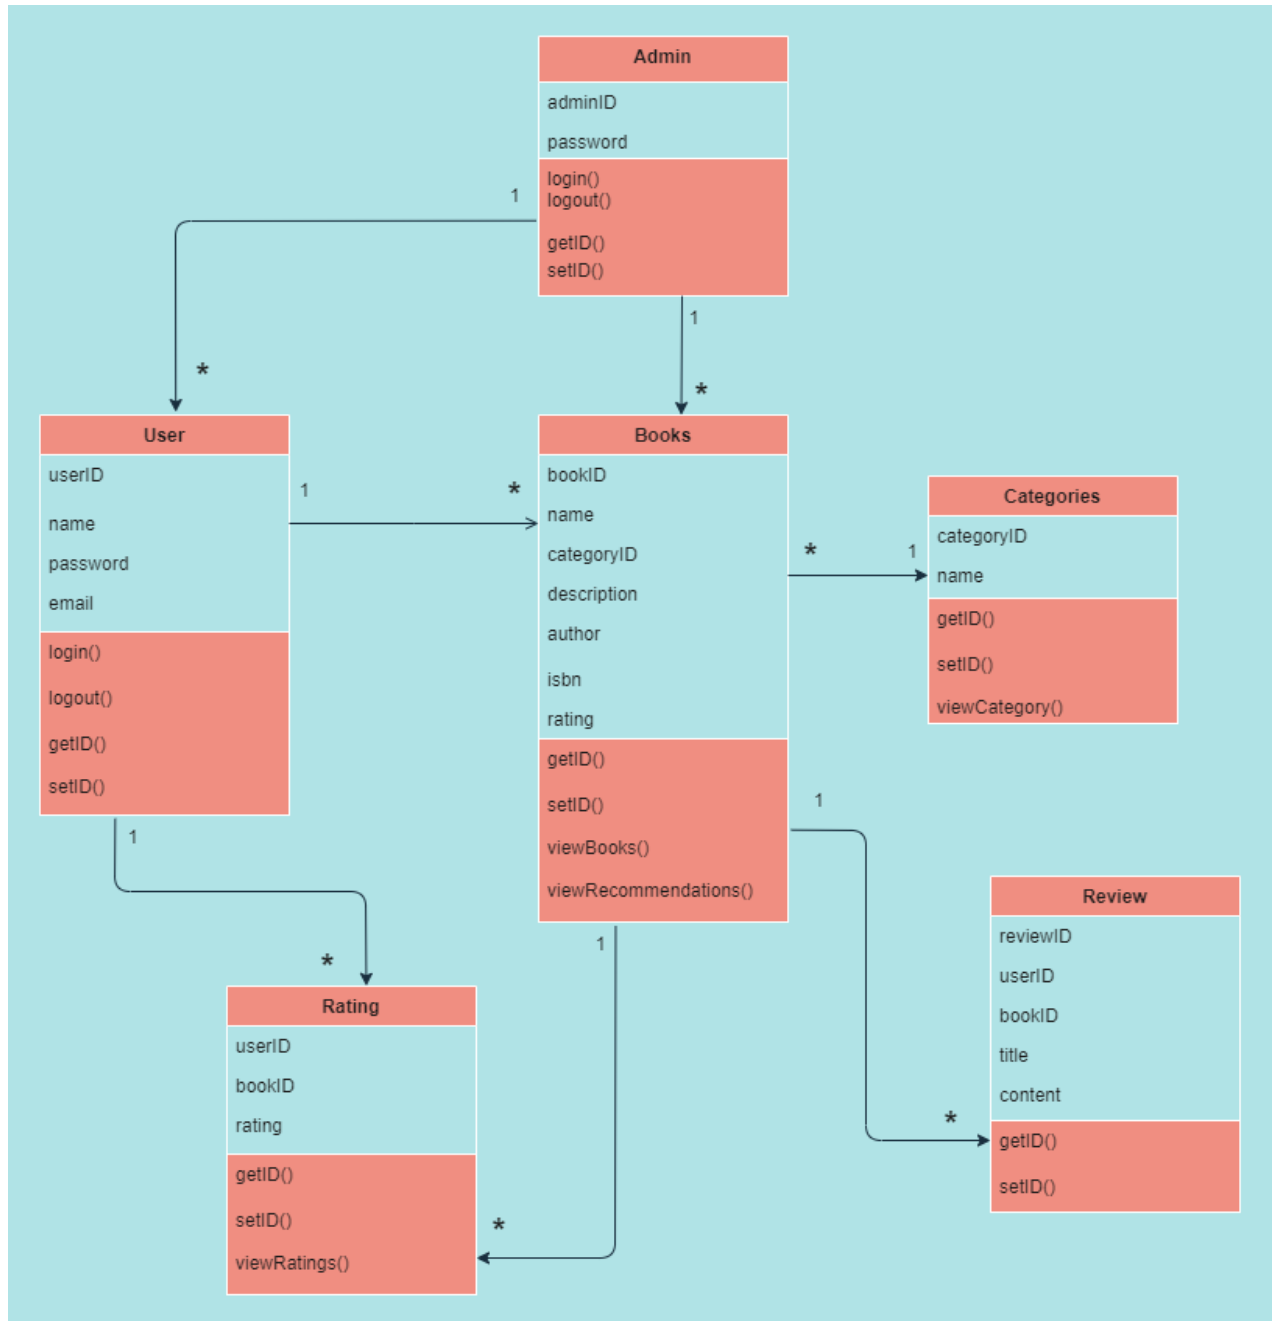 Admin
adminID
password
login()
logout()
getID()
setID()
1
*
1
*
User
userID
name
password
email
login()
logout()
getID()
setID()
1
*
Books
bookID
name
categoryID
description
author
isbn
rating
getID()
setID()
viewBooks()
viewRecommendations()
*
1
Categories
categoryID
name
getID()
setID()
viewCategory()
1
*
1
*
1
*
Rating
userID
bookID
rating
getID()
setID()
viewRatings()
Review
reviewID
userID
bookID
title
content
getID()
setID()